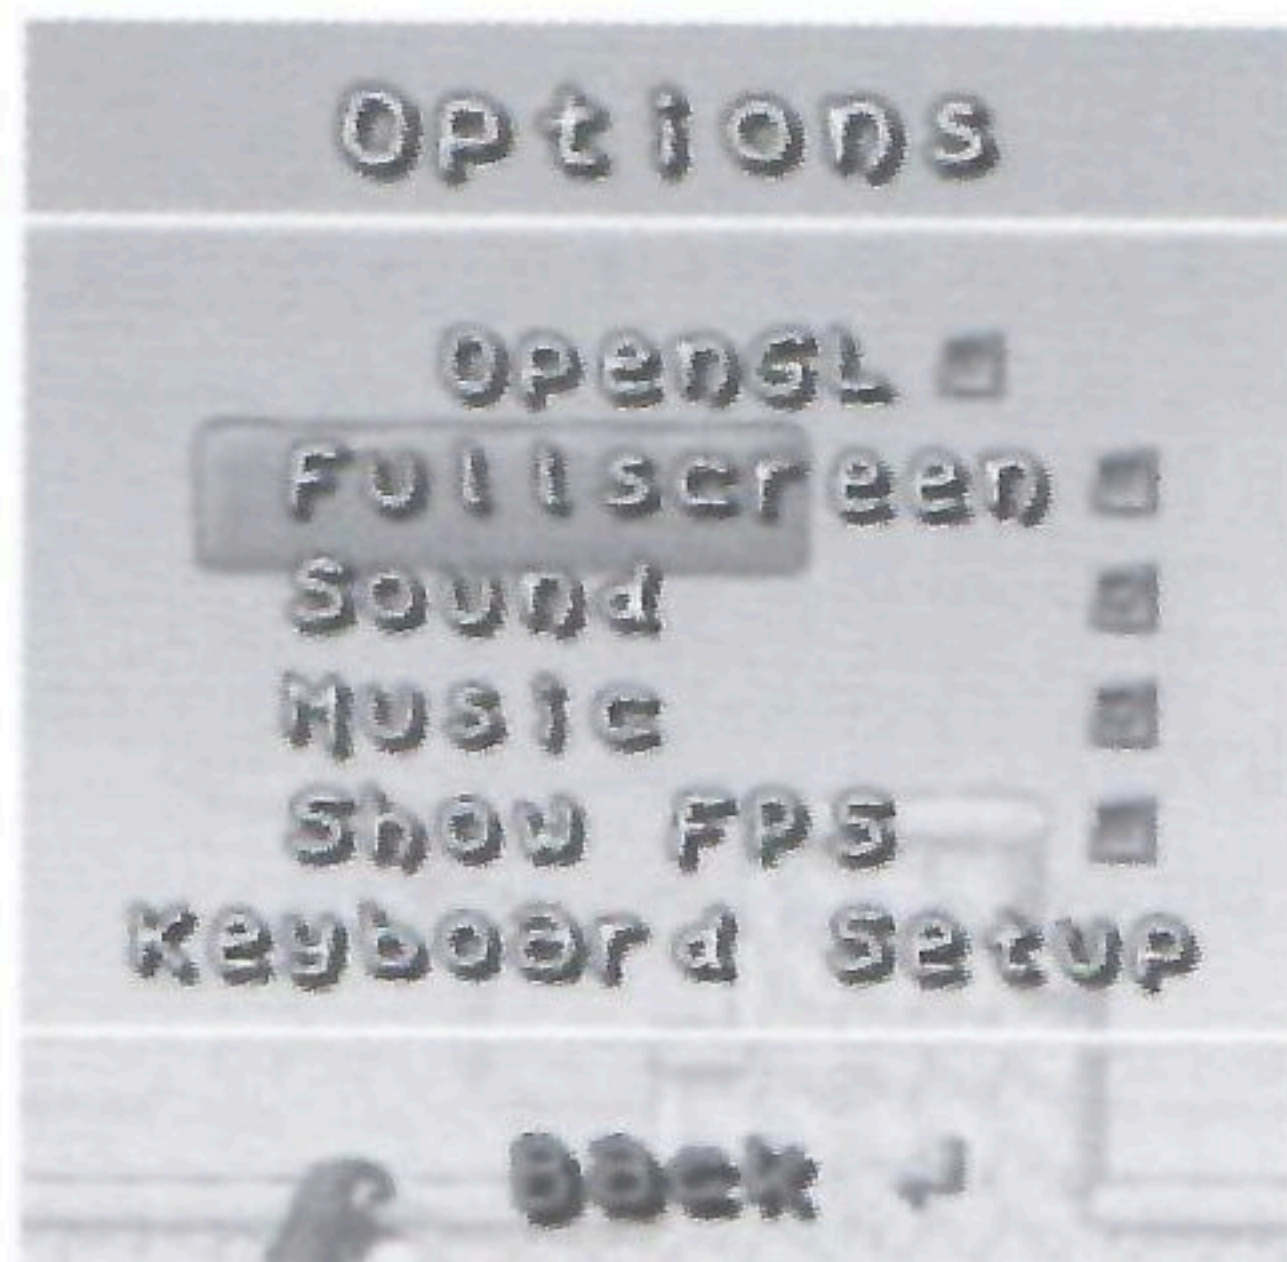 Options
OpenGL
Fullscreen
Sound
Music
Show FPS
Keyboard Setup
Back